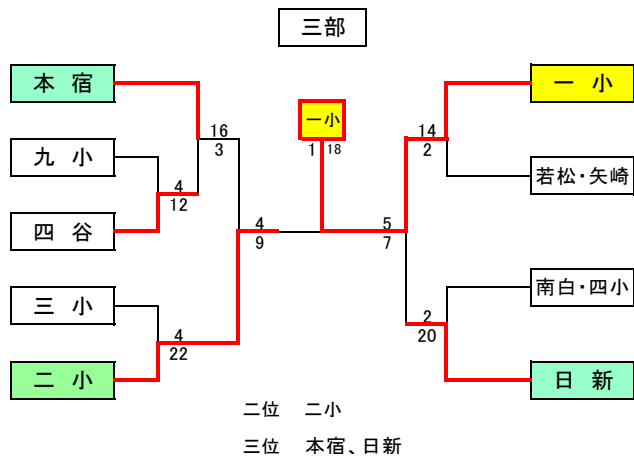 三部
本 宿
一 小
一小
16
3
14
2
1 18
九 小
若松・矢崎
4
12
四 谷
4
9
5
7
三 小
南白・四小
4
22
2
20
二 小
日 新
二位 二小
三位 本宿、日新